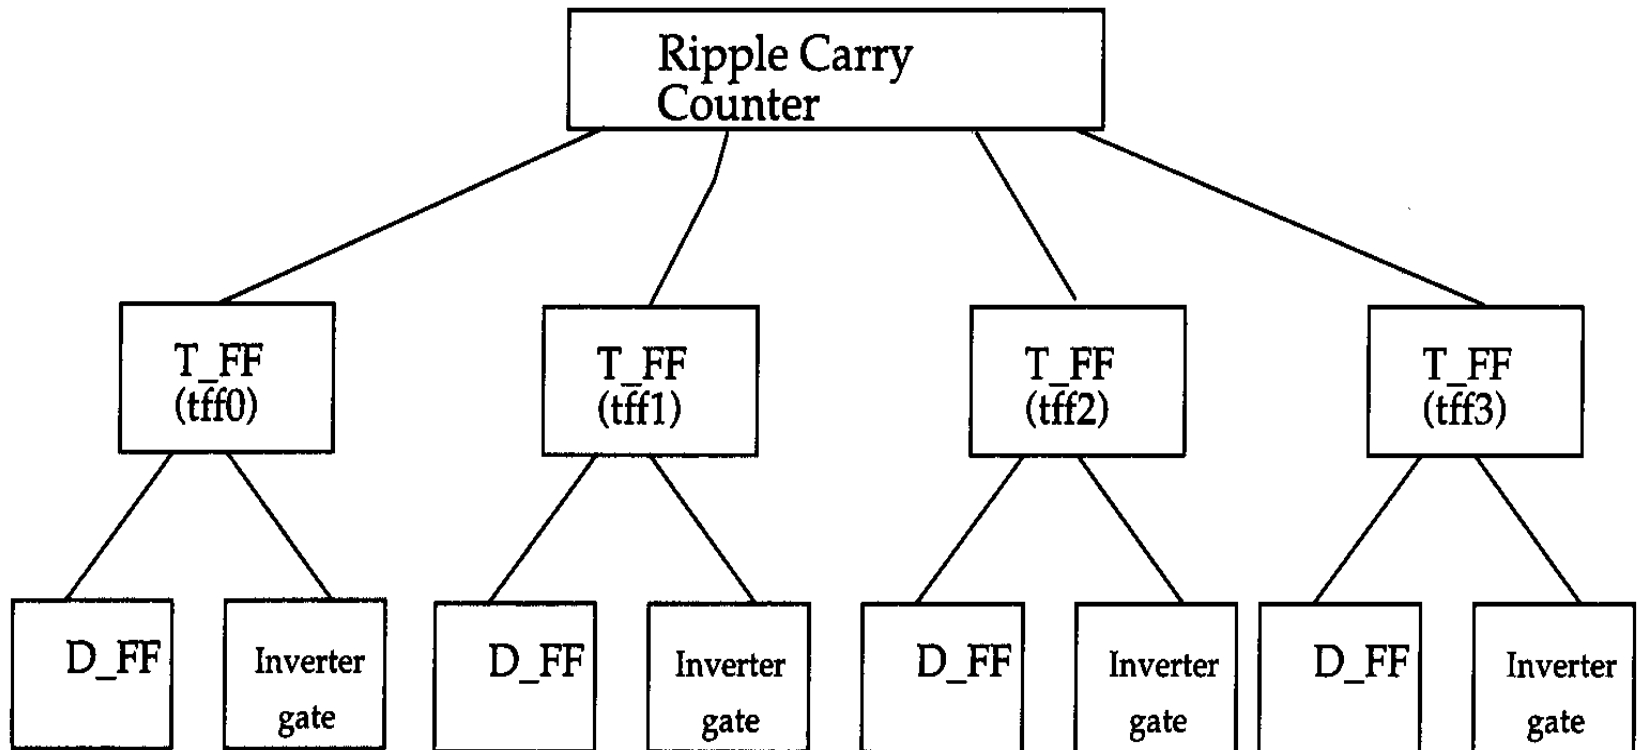 Ripple Carry
Counter
T_FF
(tff0)
T_FF
(tff1)
T_FF
(tff2)
T_FF
(tff3)
D_FF
Inverter
gate
D_FF
Inverter
gate
D_FF
Inverter
gate
D_FF
Inverter
gate